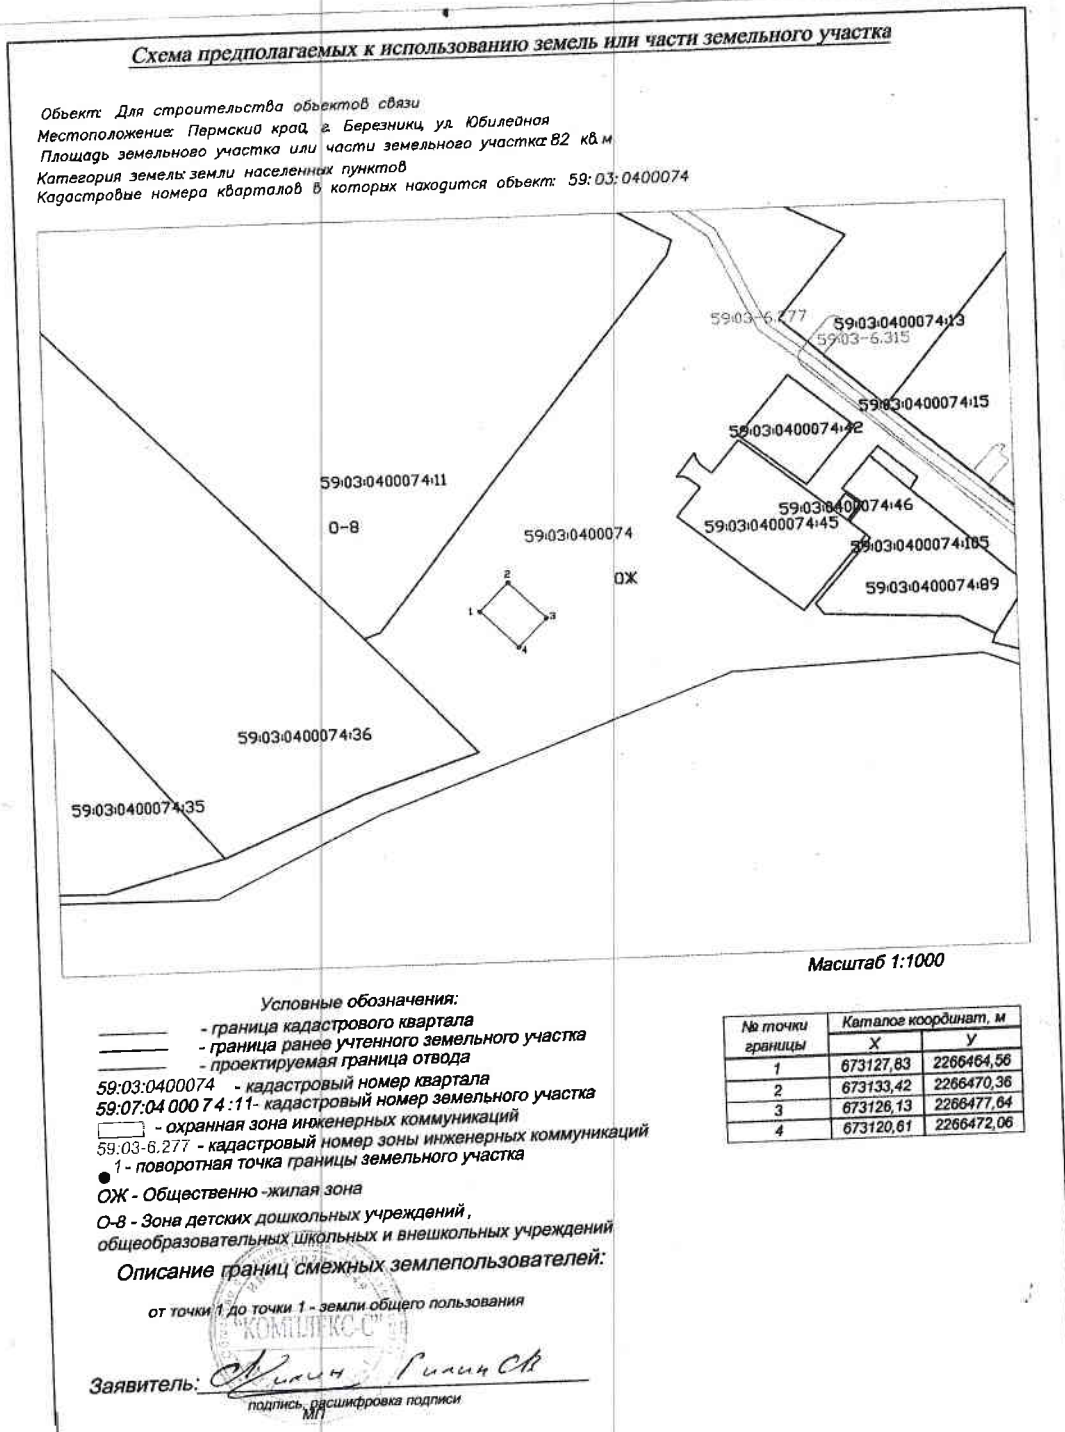 Схема предполагаемых к использованию земель или части земельного участка
Объект: Для строительства объектов связи
Местоположение: Пермский край, г. Березники, ул. Юбилейная
Площадь земельного участка или части земельного участка: 82 кв.м
Категория земель: земли населенных пунктов
Кадастровые номера кварталов в которых находится объект: 59:03:0400074
59:03-6.277
59:03:0400074:13
59:03-6.315
59:03:0400074:15
59:03:0400074:42
59:03:0400074:11
59:03:0400074:46
О-8
59:03:0400074:45
59:03:0400074
59:03:0400074:105
ОЖ
59:03:0400074:89
2
1
3
4
59:03:0400074:36
59:03:0400074:35
Масштаб 1:1000
Условные обозначения:
- граница кадастрового квартала
- граница ранее учтенного земельного участка
- проектируемая граница отвода
59:03:0400074 - кадастровый номер квартала
59:07:04 000 74 :11- кадастровый номер земельного участка
- охранная зона инженерных коммуникаций
59:03-6.277 - кадастровый номер зоны инженерных коммуникаций
1 - поворотная точка границы земельного участка
ОЖ - Общественно -жилая зона
О-8 - Зона детских дошкольных учреждений,
общеобразовательных школьных и внешкольных учреждений
№ точки границы Каталог координат, м
X У
1 673127,83 2266464,56
2 673133,42 2266470,36
3 673126,13 2266477,64
4 673120,61 2266472,06
Описание границ смежных землепользователей:
от точки 1 до точки 1 - земли общего пользования
"КОМПЛЕКС-С"
Заявитель:
подпись, расшифровка подписи
МП